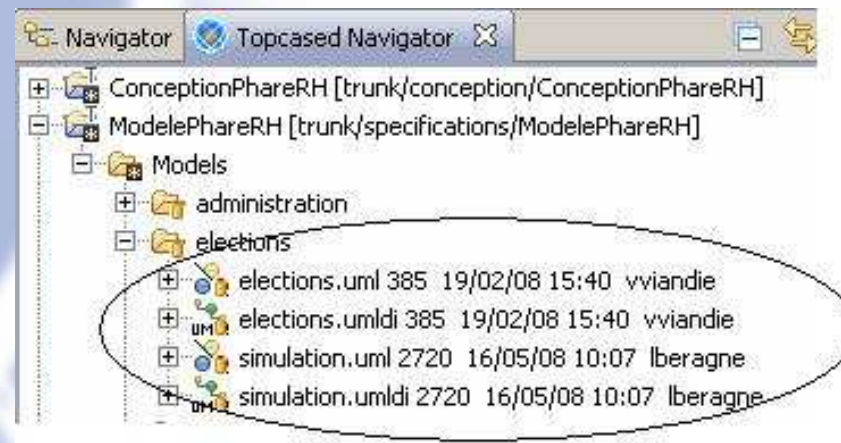 Navigator Topcased Navigator
ConceptionPhareRH [trunk/conception/ConceptionPhareRH]
ModelePhareRH [trunk/specifications/ModelePhareRH]
Models
administration
elections
elections.uml 385 19/02/08 15:40 vviandie
elections.umldi 385 19/02/08 15:40 vviandie
simulation.uml 2720 16/05/08 10:07 lberagne
simulation.umldi 2720 16/05/08 10:07 lberagne